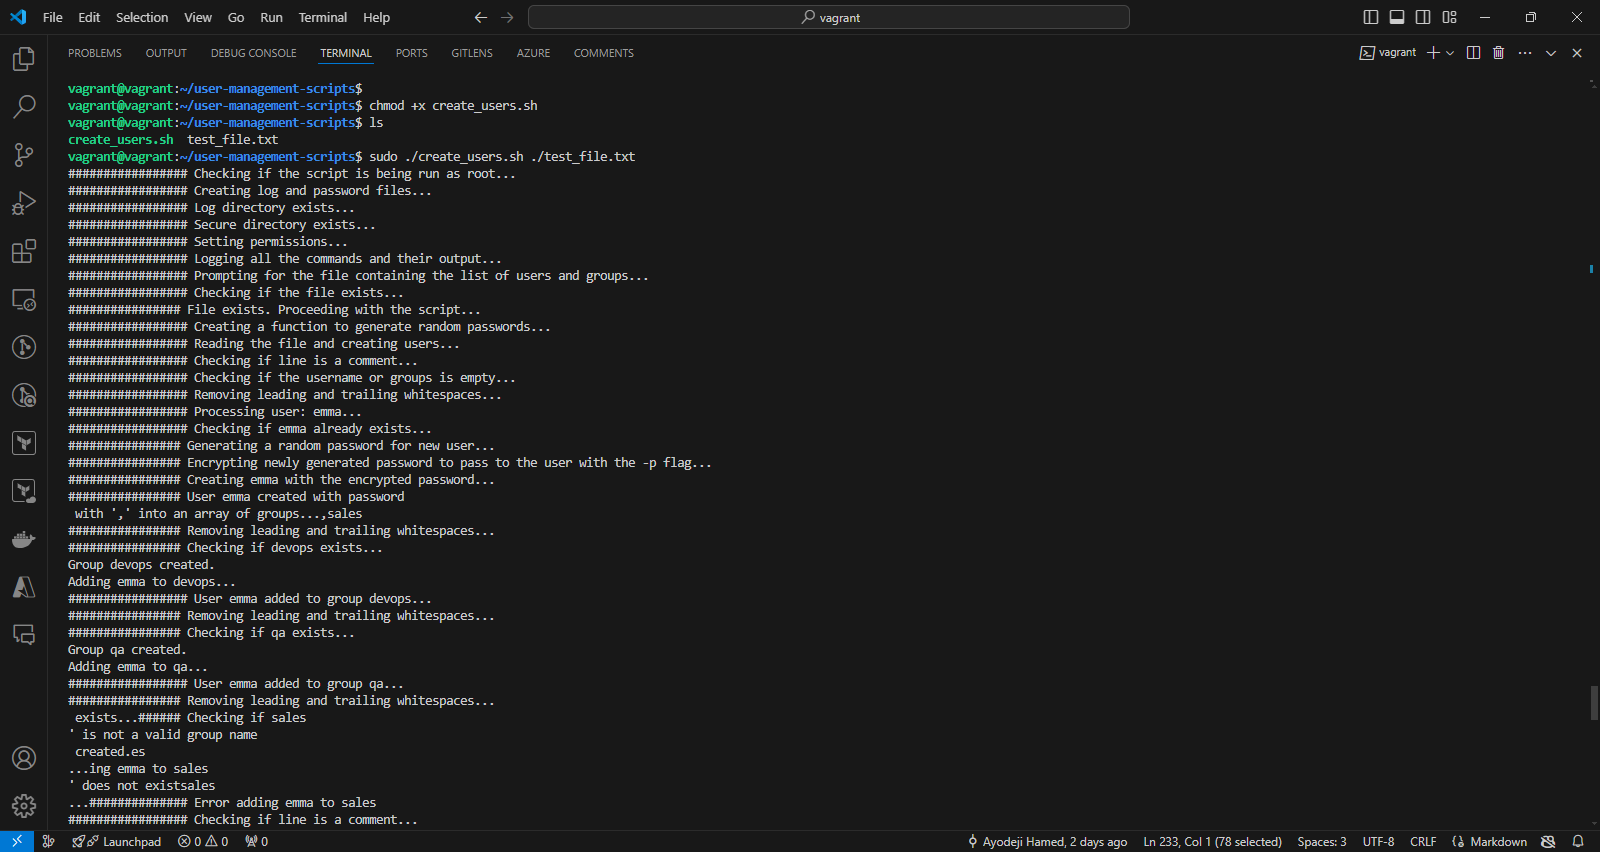 File Edit Selection View Go Run Terminal Help vagrant
PROBLEMS OUTPUT DEBUG CONSOLE TERMINAL PORTS GITLENS AZURE COMMENTS vagrant
vagrant@vagrant:~/user-management-scripts$
vagrant@vagrant:~/user-management-scripts$ chmod +x create_users.sh
vagrant@vagrant:~/user-management-scripts$ ls
create_users.sh  test_file.txt
vagrant@vagrant:~/user-management-scripts$ sudo ./create_users.sh ./test_file.txt
################# Checking if the script is being run as root...
################# Creating log and password files...
################# Log directory exists...
################# Secure directory exists...
################# Setting permissions...
################# Logging all the commands and their output...
################# Prompting for the file containing the list of users and groups...
################# Checking if the file exists...
################ File exists. Proceeding with the script...
################# Creating a function to generate random passwords...
################# Reading the file and creating users...
################# Checking if line is a comment...
################# Checking if the username or groups is empty...
################# Removing leading and trailing whitespaces...
################# Processing user: emma...
################# Checking if emma already exists...
################ Generating a random password for new user...
################ Encrypting newly generated password to pass to the user with the -p flag...
################ Creating emma with the encrypted password...
################ User emma created with password
 with ',' into an array of groups...,sales
################ Removing leading and trailing whitespaces...
################ Checking if devops exists...
Group devops created.
Adding emma to devops...
################# User emma added to group devops...
################ Removing leading and trailing whitespaces...
################ Checking if qa exists...
Group qa created.
Adding emma to qa...
################# User emma added to group qa...
################ Removing leading and trailing whitespaces...
 exists...###### Checking if sales
' is not a valid group name
 created.es
...ing emma to sales
' does not existsales
...############## Error adding emma to sales
################# Checking if line is a comment...
Launchpad 0 0 0 Ayodeji Hamed, 2 days ago Ln 233, Col 1 (78 selected) Spaces: 3 UTF-8 CRLF Markdown